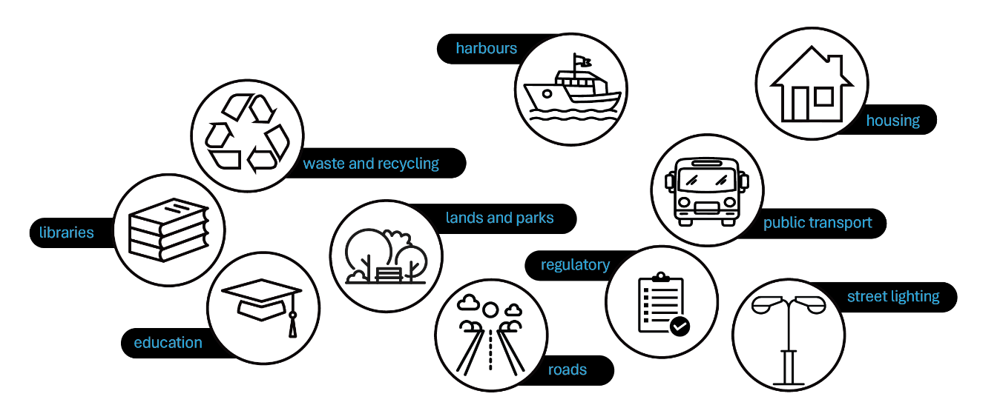 harbours
housing
waste and recycling
libraries
lands and parks
public transport
regulatory
street lighting
education
roads